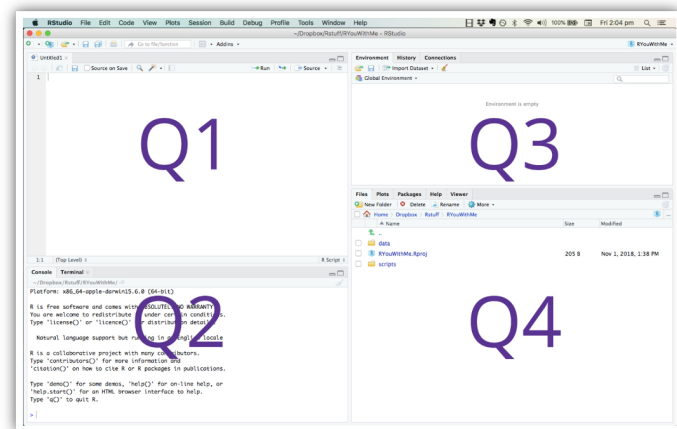 RStudio File Edit Code View Plots Session Build Debug Profile Tools Window Help 100% Fri 2:04 pm
~/Dropbox/Rstuff/RYouWithMe - RStudio
Go to file/function Addins RYouWithMe
Untitled1
Source on Save Run Source
1
Q1
1:1 (Top Level) R Script
Console Terminal
~/Dropbox/Rstuff/RYouWithMe/
Platform: x86_64-apple-darwin15.6.0 (64-bit)
R is free software and comes with ABSOLUTELY NO WARRANTY.
You are welcome to redistribute it under certain conditions.
Type 'license()' or 'licence()' for distribution details.
Natural language support but running in an English locale
R is a collaborative project with many contributors.
Type 'contributors()' for more information and
'citation()' on how to cite R or R packages in publications.
Type 'demo()' for some demos, 'help()' for on-line help, or
'help.start()' for an HTML browser interface to help.
Type 'q()' to quit R.
>
Q2
Environment History Connections
Import Dataset List
Global Environment
Environment is empty
Q3
Files Plots Packages Help Viewer
New Folder Delete Rename More
Home Dropbox Rstuff RYouWithMe
Name Size Modified
..
data
RYouWithMe.Rproj 205 B Nov 1, 2018, 1:38 PM
scripts
Q4